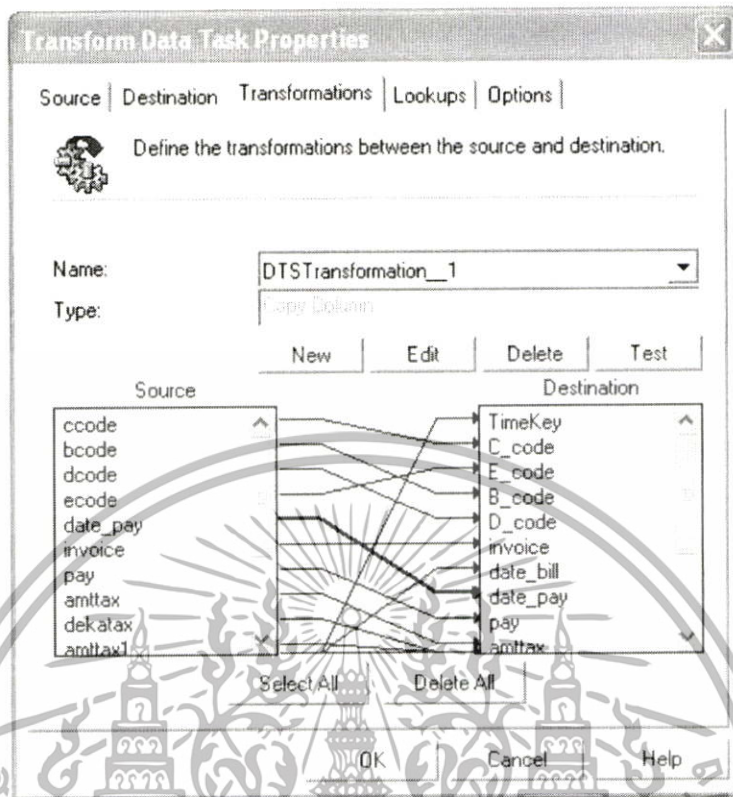 Transform Data Task Properties
Source Destination Transformations Lookups Options
Define the transformations between the source and destination.
Name: DTSTransformation__1
Type: Copy Column
New Edit Delete Test
Source Destination
ccode TimeKey
bcode C_code
dcode E_code
ecode B_code
date_pay D_code
invoice invoice
pay date_bill
amttax date_pay
dekatax pay
amttax1 amttax
Select All Delete All
OK Cancel Help